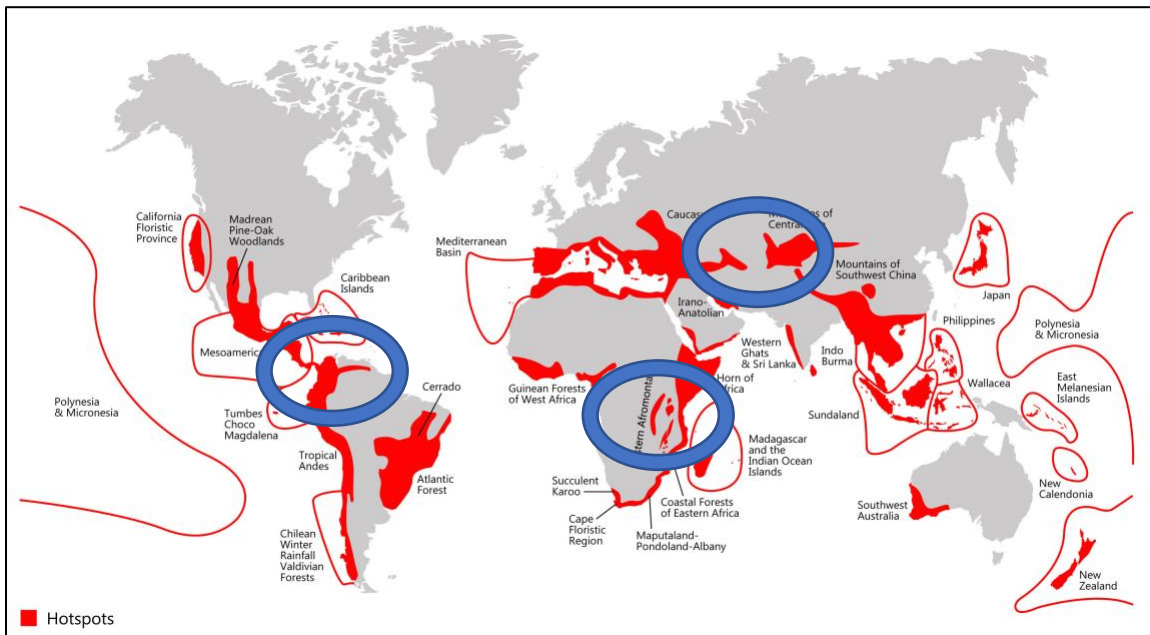 California
Floristic
Province
Madrean
Pine-Oak
Woodlands
Caribbean
Islands
Mesoameric
Polynesia
& Micronesia
Tumbes
Choco
Magdalena
Tropical
Andes
Cerrado
Atlantic
Forest
Chilean
Winter
Rainfall
Valdivian
Forests
Mediterranean
Basin
Caucas
of
Central
Mountains of
Southwest China
Irano-
Anatolian
Guinean Forests
of West Africa
Western
Ghats
& Sri Lanka
Horn of
frica
stern Afromonta
Madagascar
and the
Indian Ocean
Islands
Succulent
Karoo
Cape
Floristic
Region
Coastal Forests
of Eastern Africa
Maputaland-
Pondoland-Albany
Indo
Burma
Japan
Philippines
Polynesia
& Micronesia
Wallacea
Sundaland
East
Melanesian
Islands
New
Calendonia
Southwest
Australia
New
Zealand
Hotspots